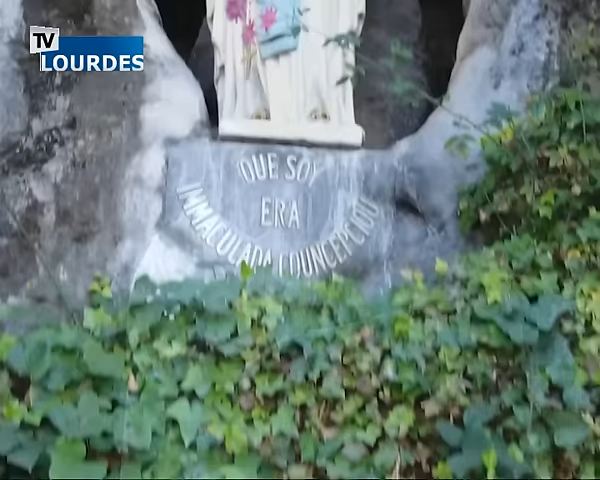 TV
LOURDES
QUE SOY
ERA
IMMACULADA COUNCEPCIOU